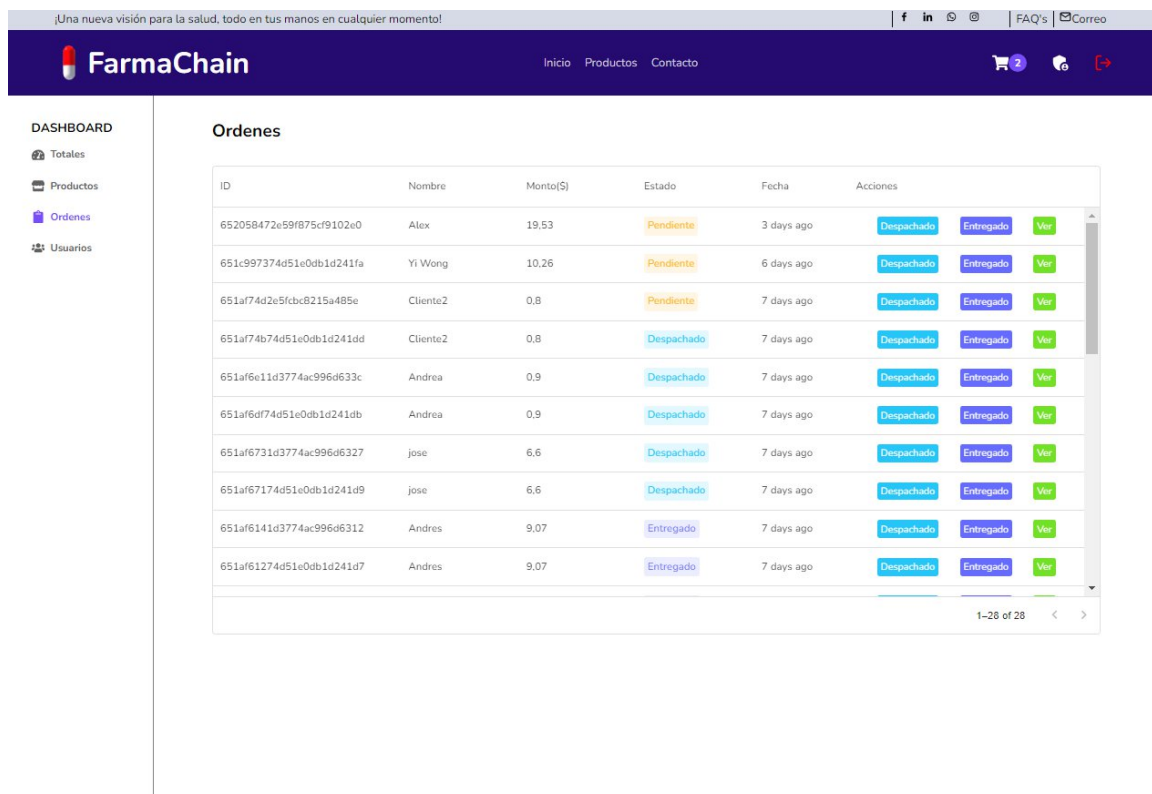 ¡Una nueva visión para la salud, todo en tus manos en cualquier momento! FAQ's Correo
FarmaChain Inicio Productos Contacto 2
DASHBOARD
Totales
Productos
Ordenes
Usuarios
Ordenes
ID Nombre Monto($) Estado Fecha Acciones
652058472e59f875cf9102e0 Alex 19,53 Pendiente 3 days ago Despachado Entregado Ver
651c997374d51e0db1d241fa Yi Wong 10,26 Pendiente 6 days ago Despachado Entregado Ver
651af74d2e5fcbc8215a485e Cliente2 0,8 Pendiente 7 days ago Despachado Entregado Ver
651af74b74d51e0db1d241dd Cliente2 0,8 Despachado 7 days ago Despachado Entregado Ver
651af6e11d3774ac996d633c Andrea 0,9 Despachado 7 days ago Despachado Entregado Ver
651af6df74d51e0db1d241db Andrea 0,9 Despachado 7 days ago Despachado Entregado Ver
651af6731d3774ac996d6327 jose 6,6 Despachado 7 days ago Despachado Entregado Ver
651af67174d51e0db1d241d9 jose 6,6 Despachado 7 days ago Despachado Entregado Ver
651af6141d3774ac996d6312 Andres 9,07 Entregado 7 days ago Despachado Entregado Ver
651af61274d51e0db1d241d7 Andres 9,07 Entregado 7 days ago Despachado Entregado Ver
1–28 of 28